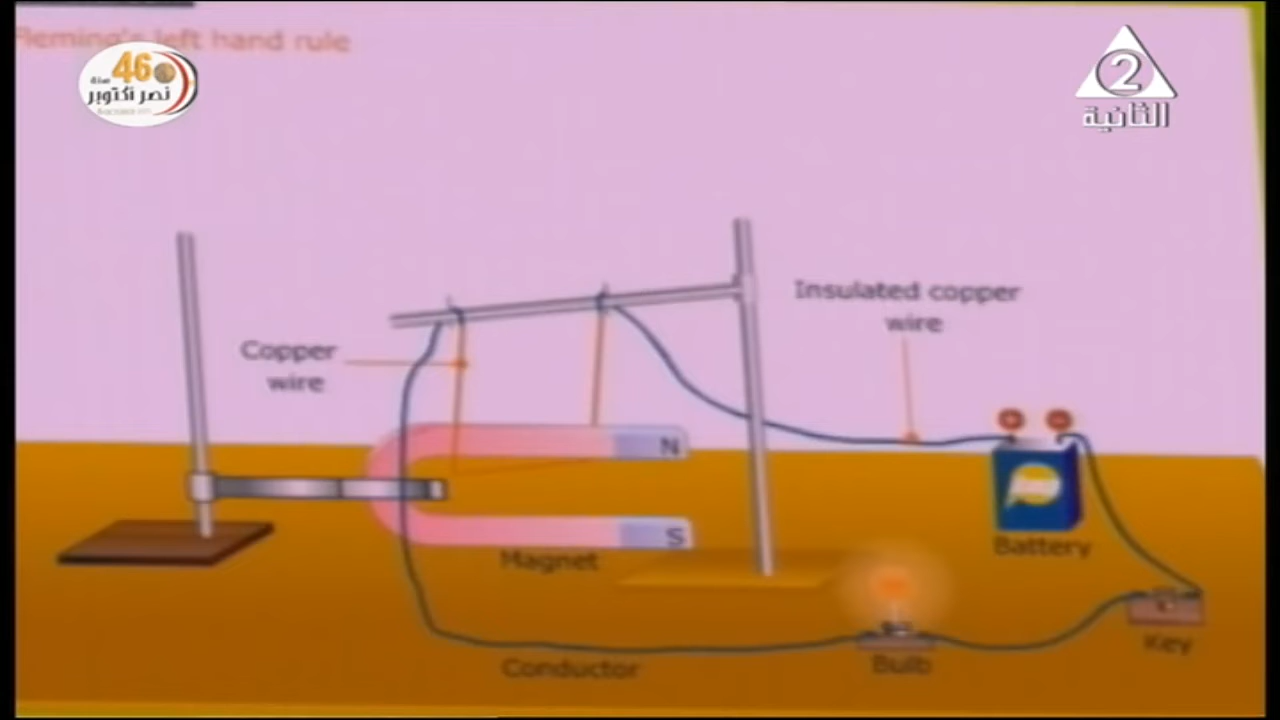 Fleming's left hand rule
46
سنة
نصر أكتوبر
2
الثانية
Insulated copper
wire
Copper
wire
N
S
Magnet
Battery
Conductor
Bulb
Key